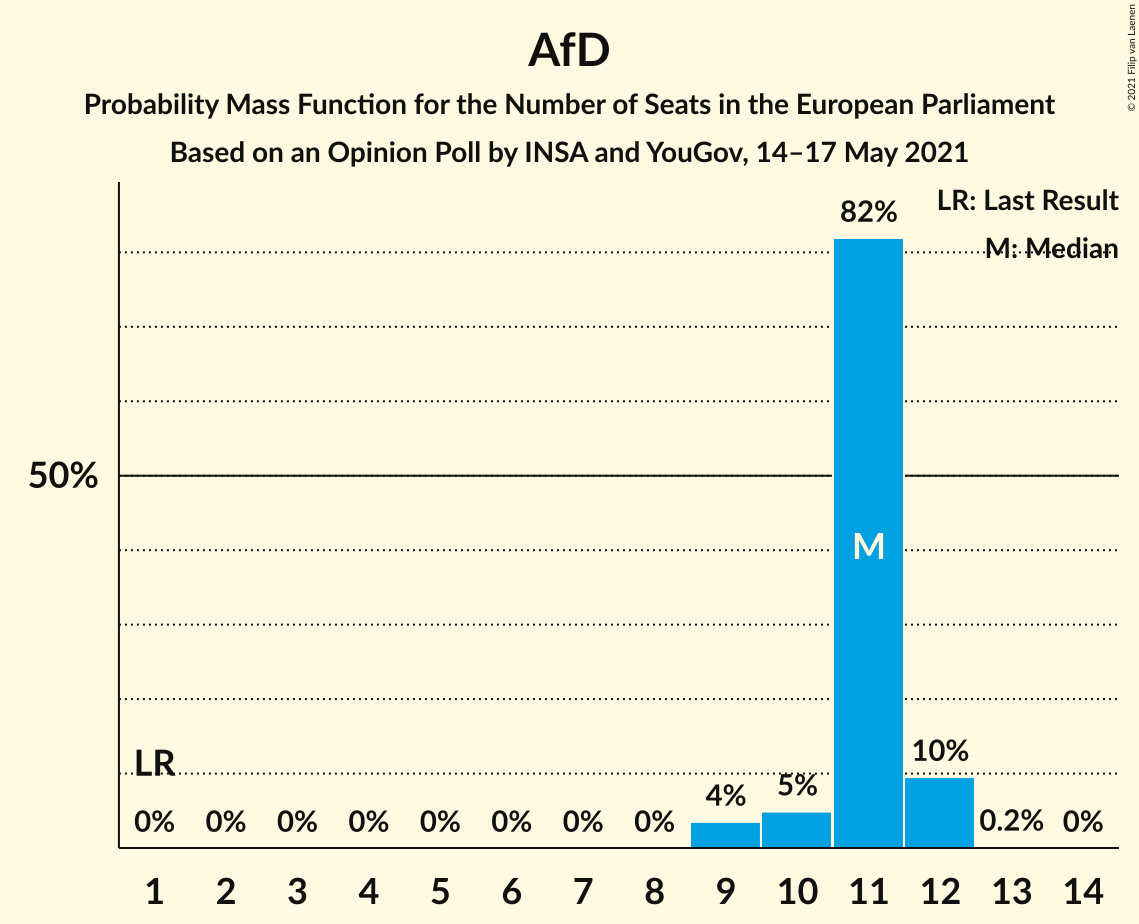 AfD
Probability Mass Function for the Number of Seats in the European Parliament
Based on an Opinion Poll by INSA and YouGov, 14–17 May 2021
© 2021 Filip van Laenen
LR: Last Result
M: Median
82%
50%
M
LR
10%
4% 5%
0% 0% 0% 0% 0% 0% 0% 0% 0.2% 0%
1 2 3 4 5 6 7 8 9 10 11 12 13 14